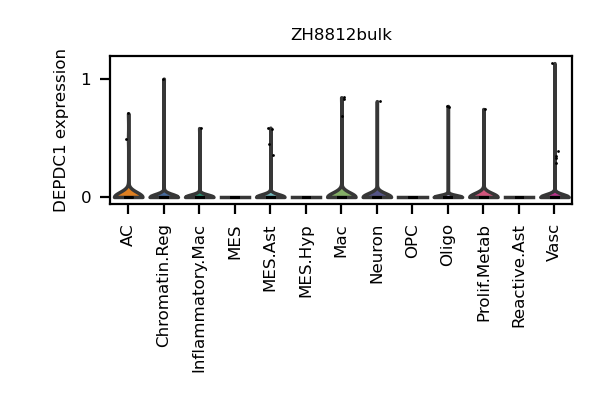 ZH8812bulk
DEPDC1 expression
1
0
AC
Chromatin.Reg
Inflammatory.Mac
MES
MES.Ast
MES.Hyp
Mac
Neuron
OPC
Oligo
Prolif.Metab
Reactive.Ast
Vasc